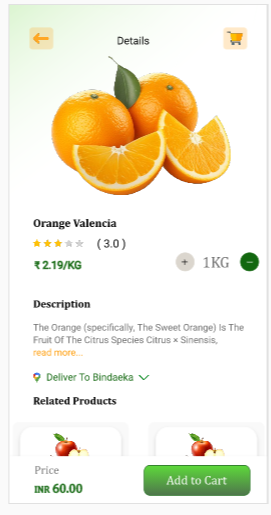 Details
Orange Valencia
( 3.0 )
₹ 2.19/KG
+ 1KG −
Description
The Orange (specifically, The Sweet Orange) Is The
Fruit Of The Citrus Species Citrus × Sinensis,
read more...
Deliver To Bindaeka
Related Products
Price
INR 60.00
Add to Cart